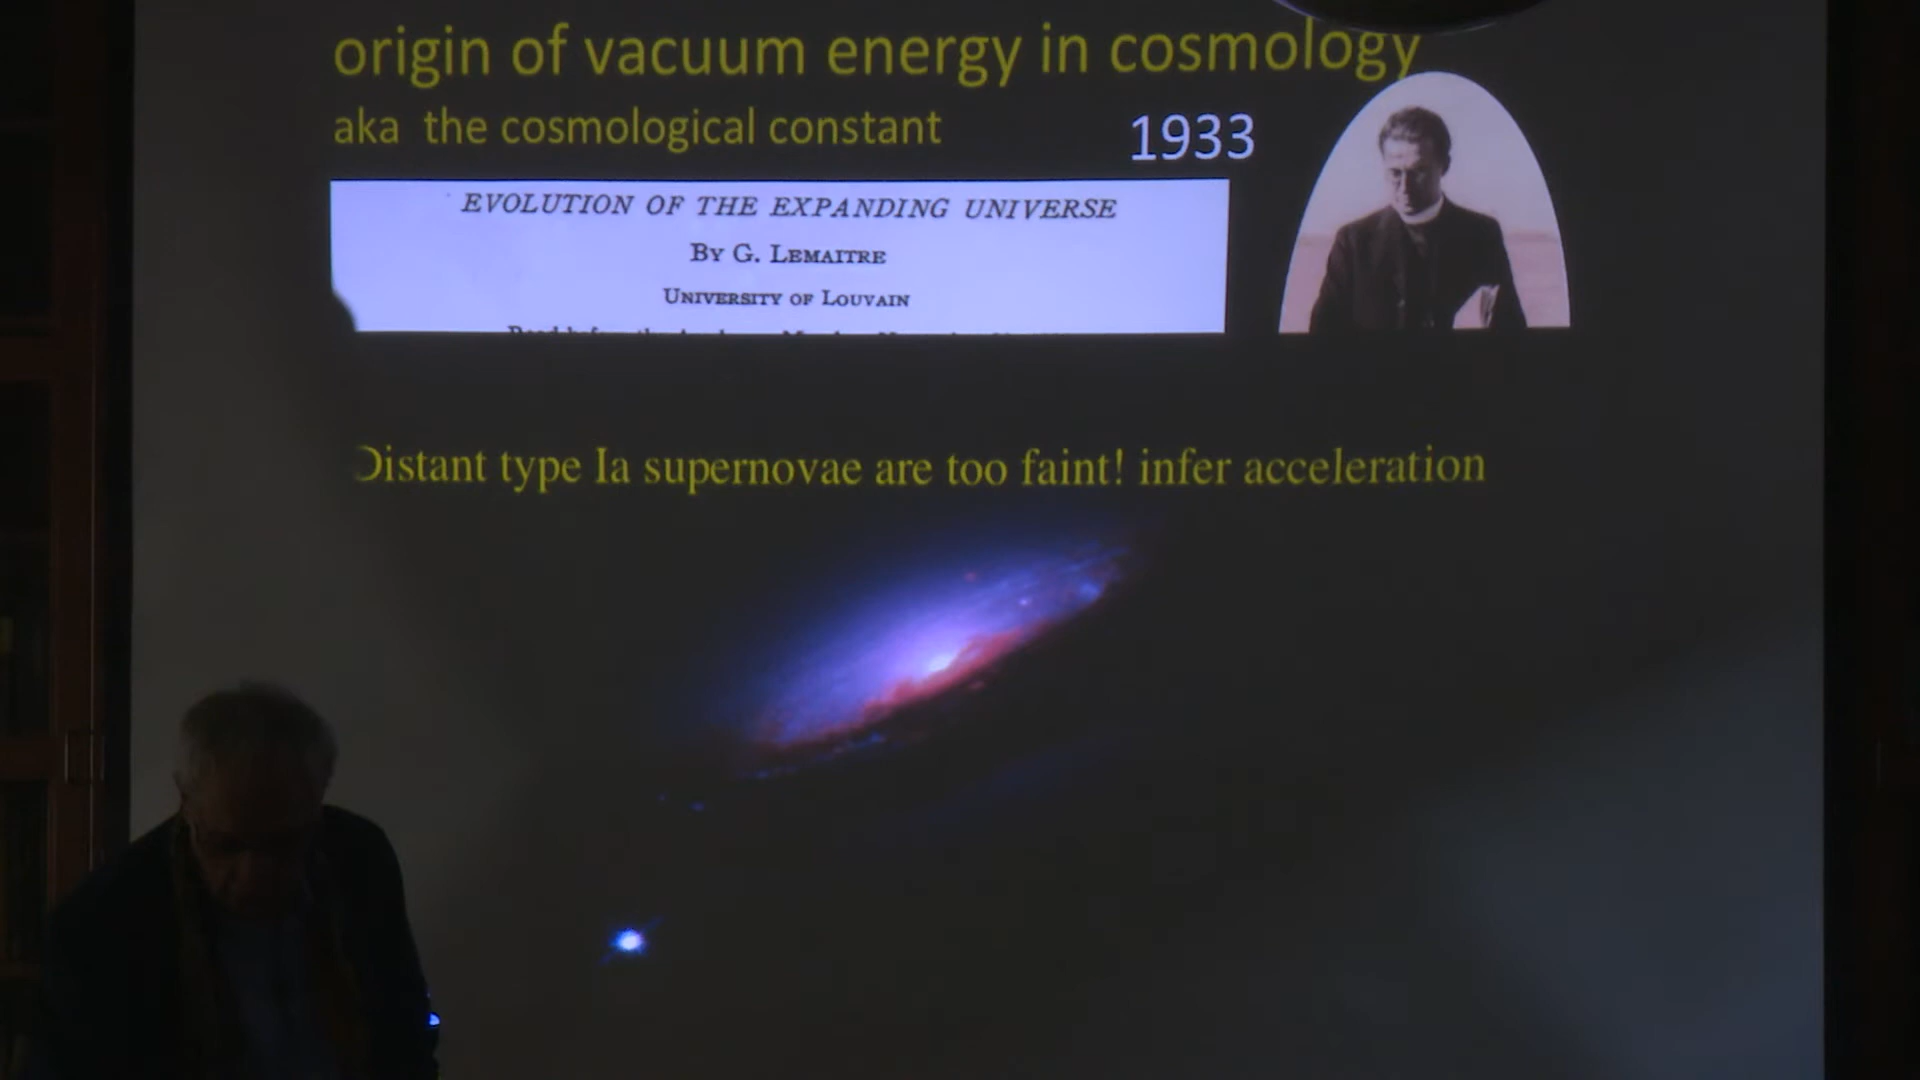 origin of vacuum energy in cosmology
aka the cosmological constant
1933
EVOLUTION OF THE EXPANDING UNIVERSE
BY G. LEMAITRE
UNIVERSITY OF LOUVAIN
Distant type Ia supernovae are too faint! infer acceleration